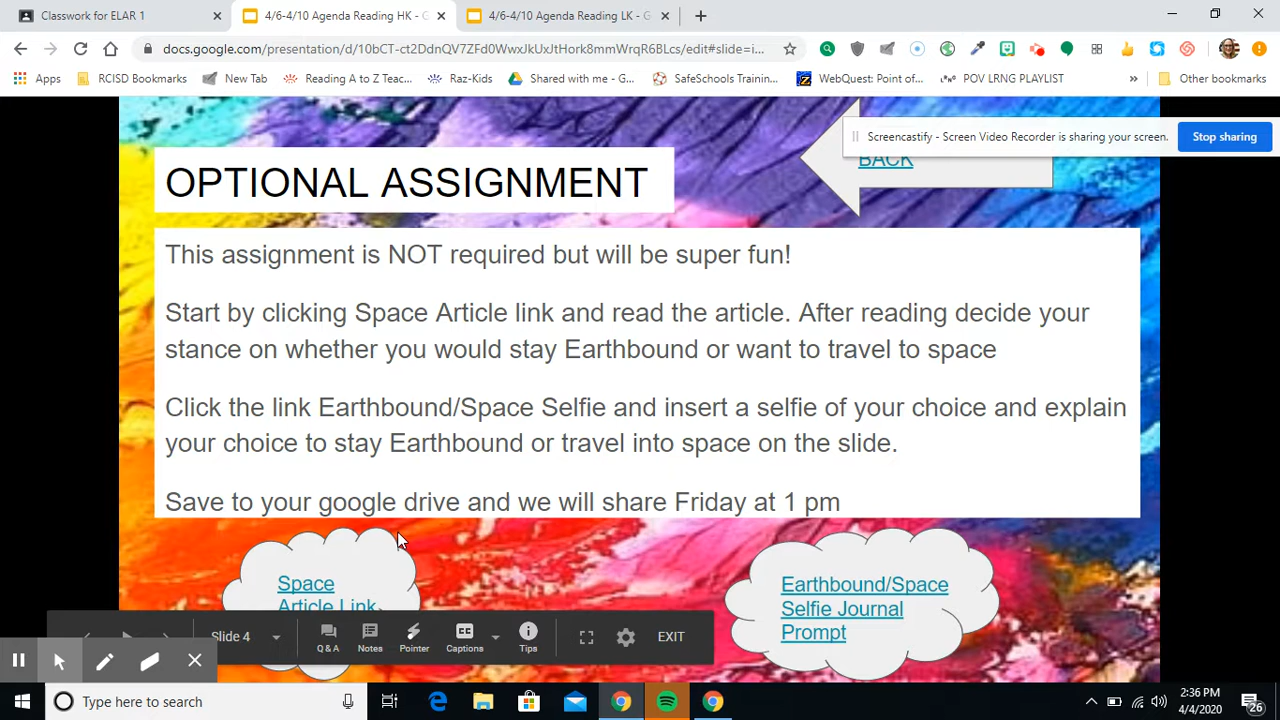 Classwork for ELAR 1
4/6-4/10 Agenda Reading HK - G
4/6-4/10 Agenda Reading LK - G
docs.google.com/presentation/d/10bCT-ct2DdnQV7ZFd0WwxJkUxJtHork8mmWrqR6BLcs/edit#slide=i...
Apps RCISD Bookmarks New Tab Reading A to Z Teac... Raz-Kids Shared with me - G... SafeSchools Trainin... WebQuest: Point of... POV LRNG PLAYLIST » Other bookmarks
Screencastify - Screen Video Recorder is sharing your screen. Stop sharing
BACK
OPTIONAL ASSIGNMENT
This assignment is NOT required but will be super fun!
Start by clicking Space Article link and read the article. After reading decide your
stance on whether you would stay Earthbound or want to travel to space
Click the link Earthbound/Space Selfie and insert a selfie of your choice and explain
your choice to stay Earthbound or travel into space on the slide.
Save to your google drive and we will share Friday at 1 pm
Space
Article Link
Earthbound/Space
Selfie Journal
Prompt
Slide 4
Q & A
Notes
Pointer
Captions
Tips
EXIT
Type here to search
2:36 PM
4/4/2020
26